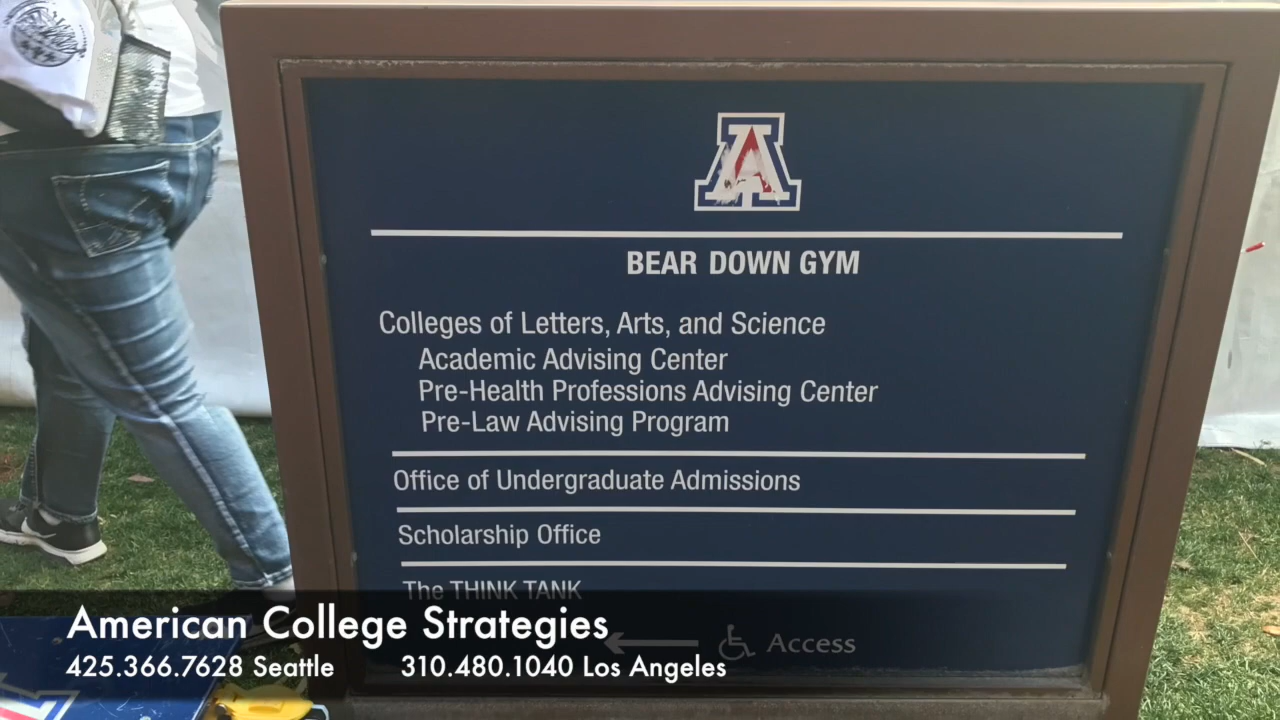 A
BEAR DOWN GYM
Colleges of Letters, Arts, and Science
Academic Advising Center
Pre-Health Professions Advising Center
Pre-Law Advising Program
Office of Undergraduate Admissions
Scholarship Office
The THINK TANK
Access
American College Strategies
425.366.7628 Seattle 310.480.1040 Los Angeles